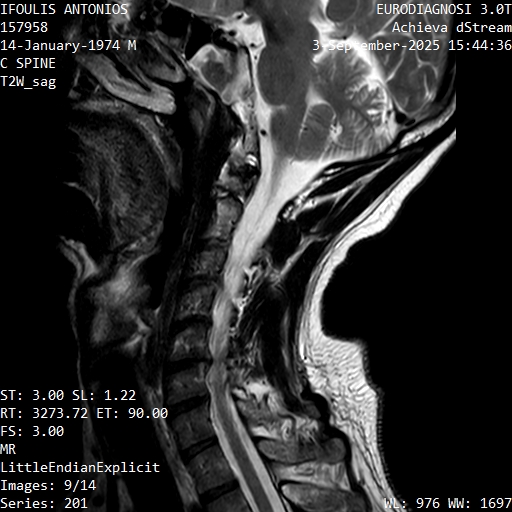 IFOULIS ANTONIOS
157958
14-January-1974 M
C SPINE
T2W_sag
EURODIAGNOSI 3.0T
Achieva dStream
3-September-2025 15:44:36
ST: 3.00 SL: 1.22
RT: 3273.72 ET: 90.00
FS: 3.00
MR
LittleEndianExplicit
Images: 9/14
Series: 201
WL: 976 WW: 1697